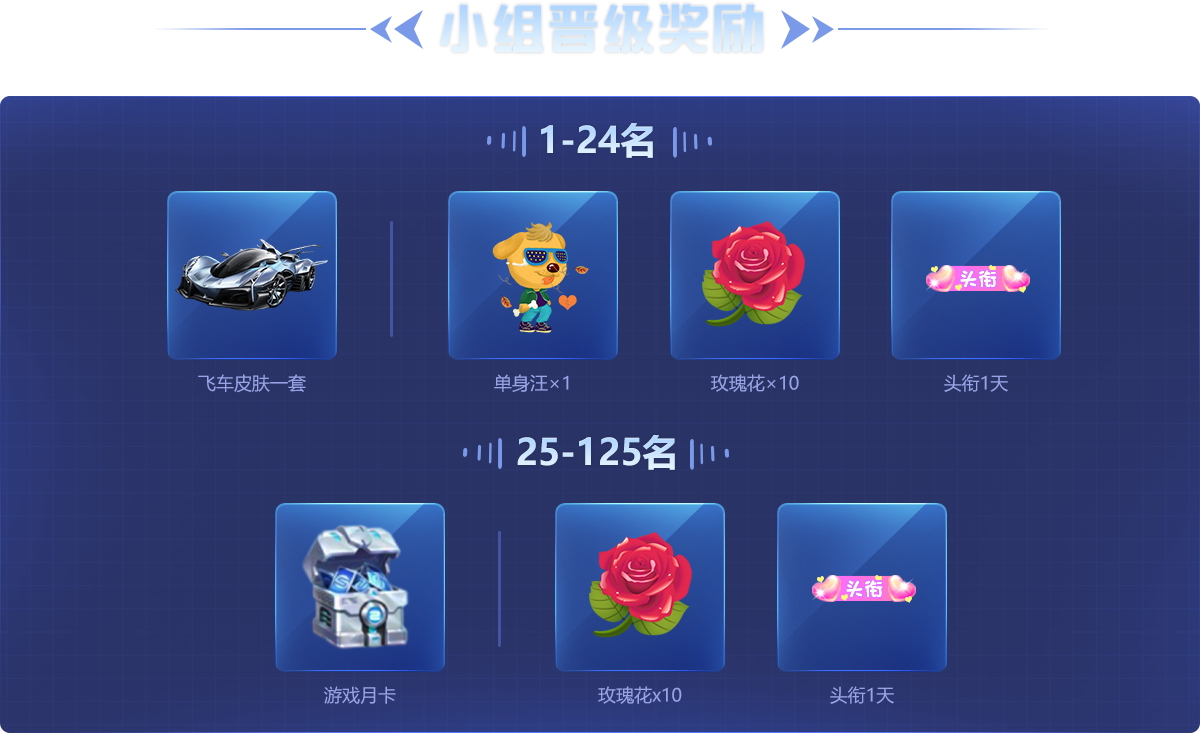 小组晋级奖励
1-24名
头衔
飞车皮肤一套
单身汪×1
玫瑰花×10
头衔1天
25-125名
头衔
游戏月卡
玫瑰花x10
头衔1天